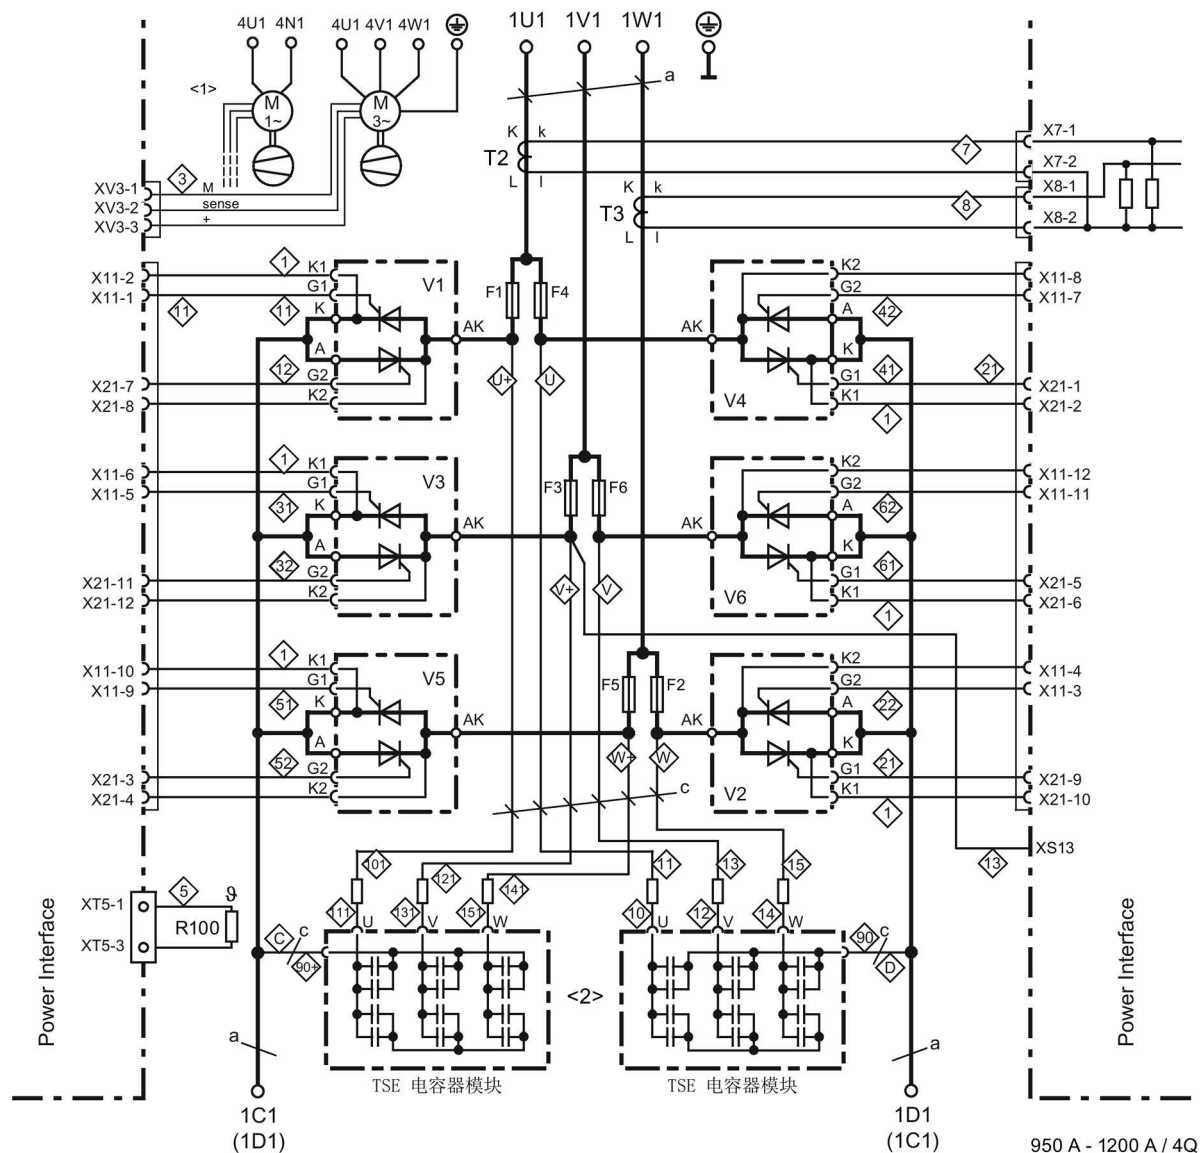 4U1 4N1 4U1 4V1 4W1 1U1 1V1 1W1
<1>
M
1~
M
3~
a
K k
T2
L l
K k
T3
L l
7
8
X7-1
X7-2
X8-1
X8-2
XV3-1
XV3-2
XV3-3
3
M
sense
+
X11-2
X11-1
11
X21-7
X21-8
1
11
12
K1
G1
K
A
G2
K2
V1
AK
F1
F4
U+
U
AK
V4
K2
G2
A
K
G1
K1
42
41
1
21
X11-8
X11-7
X21-1
X21-2
X11-6
X11-5
X21-11
X21-12
1
31
32
K1
G1
K
A
G2
K2
V3
AK
F3
F6
V+
V
AK
V6
K2
G2
A
K
G1
K1
62
61
1
X11-12
X11-11
X21-5
X21-6
X11-10
X11-9
X21-3
X21-4
1
51
52
K1
G1
K
A
G2
K2
V5
AK
F5
F2
W+
W
AK
V2
K2
G2
A
K
G1
K1
22
21
1
X11-4
X11-3
X21-9
X21-10
c
13
XS13
XT5-1
XT5-3
5
ϑ
R100
101
121
141
111
131
151
U V W
11
13
15
10
12
14
U V W
C
c
90+
90
c
D
<2>
TSE 电容器模块
TSE 电容器模块
Power Interface
Power Interface
a
a
1C1
(1D1)
1D1
(1C1)
950 A - 1200 A / 4Q